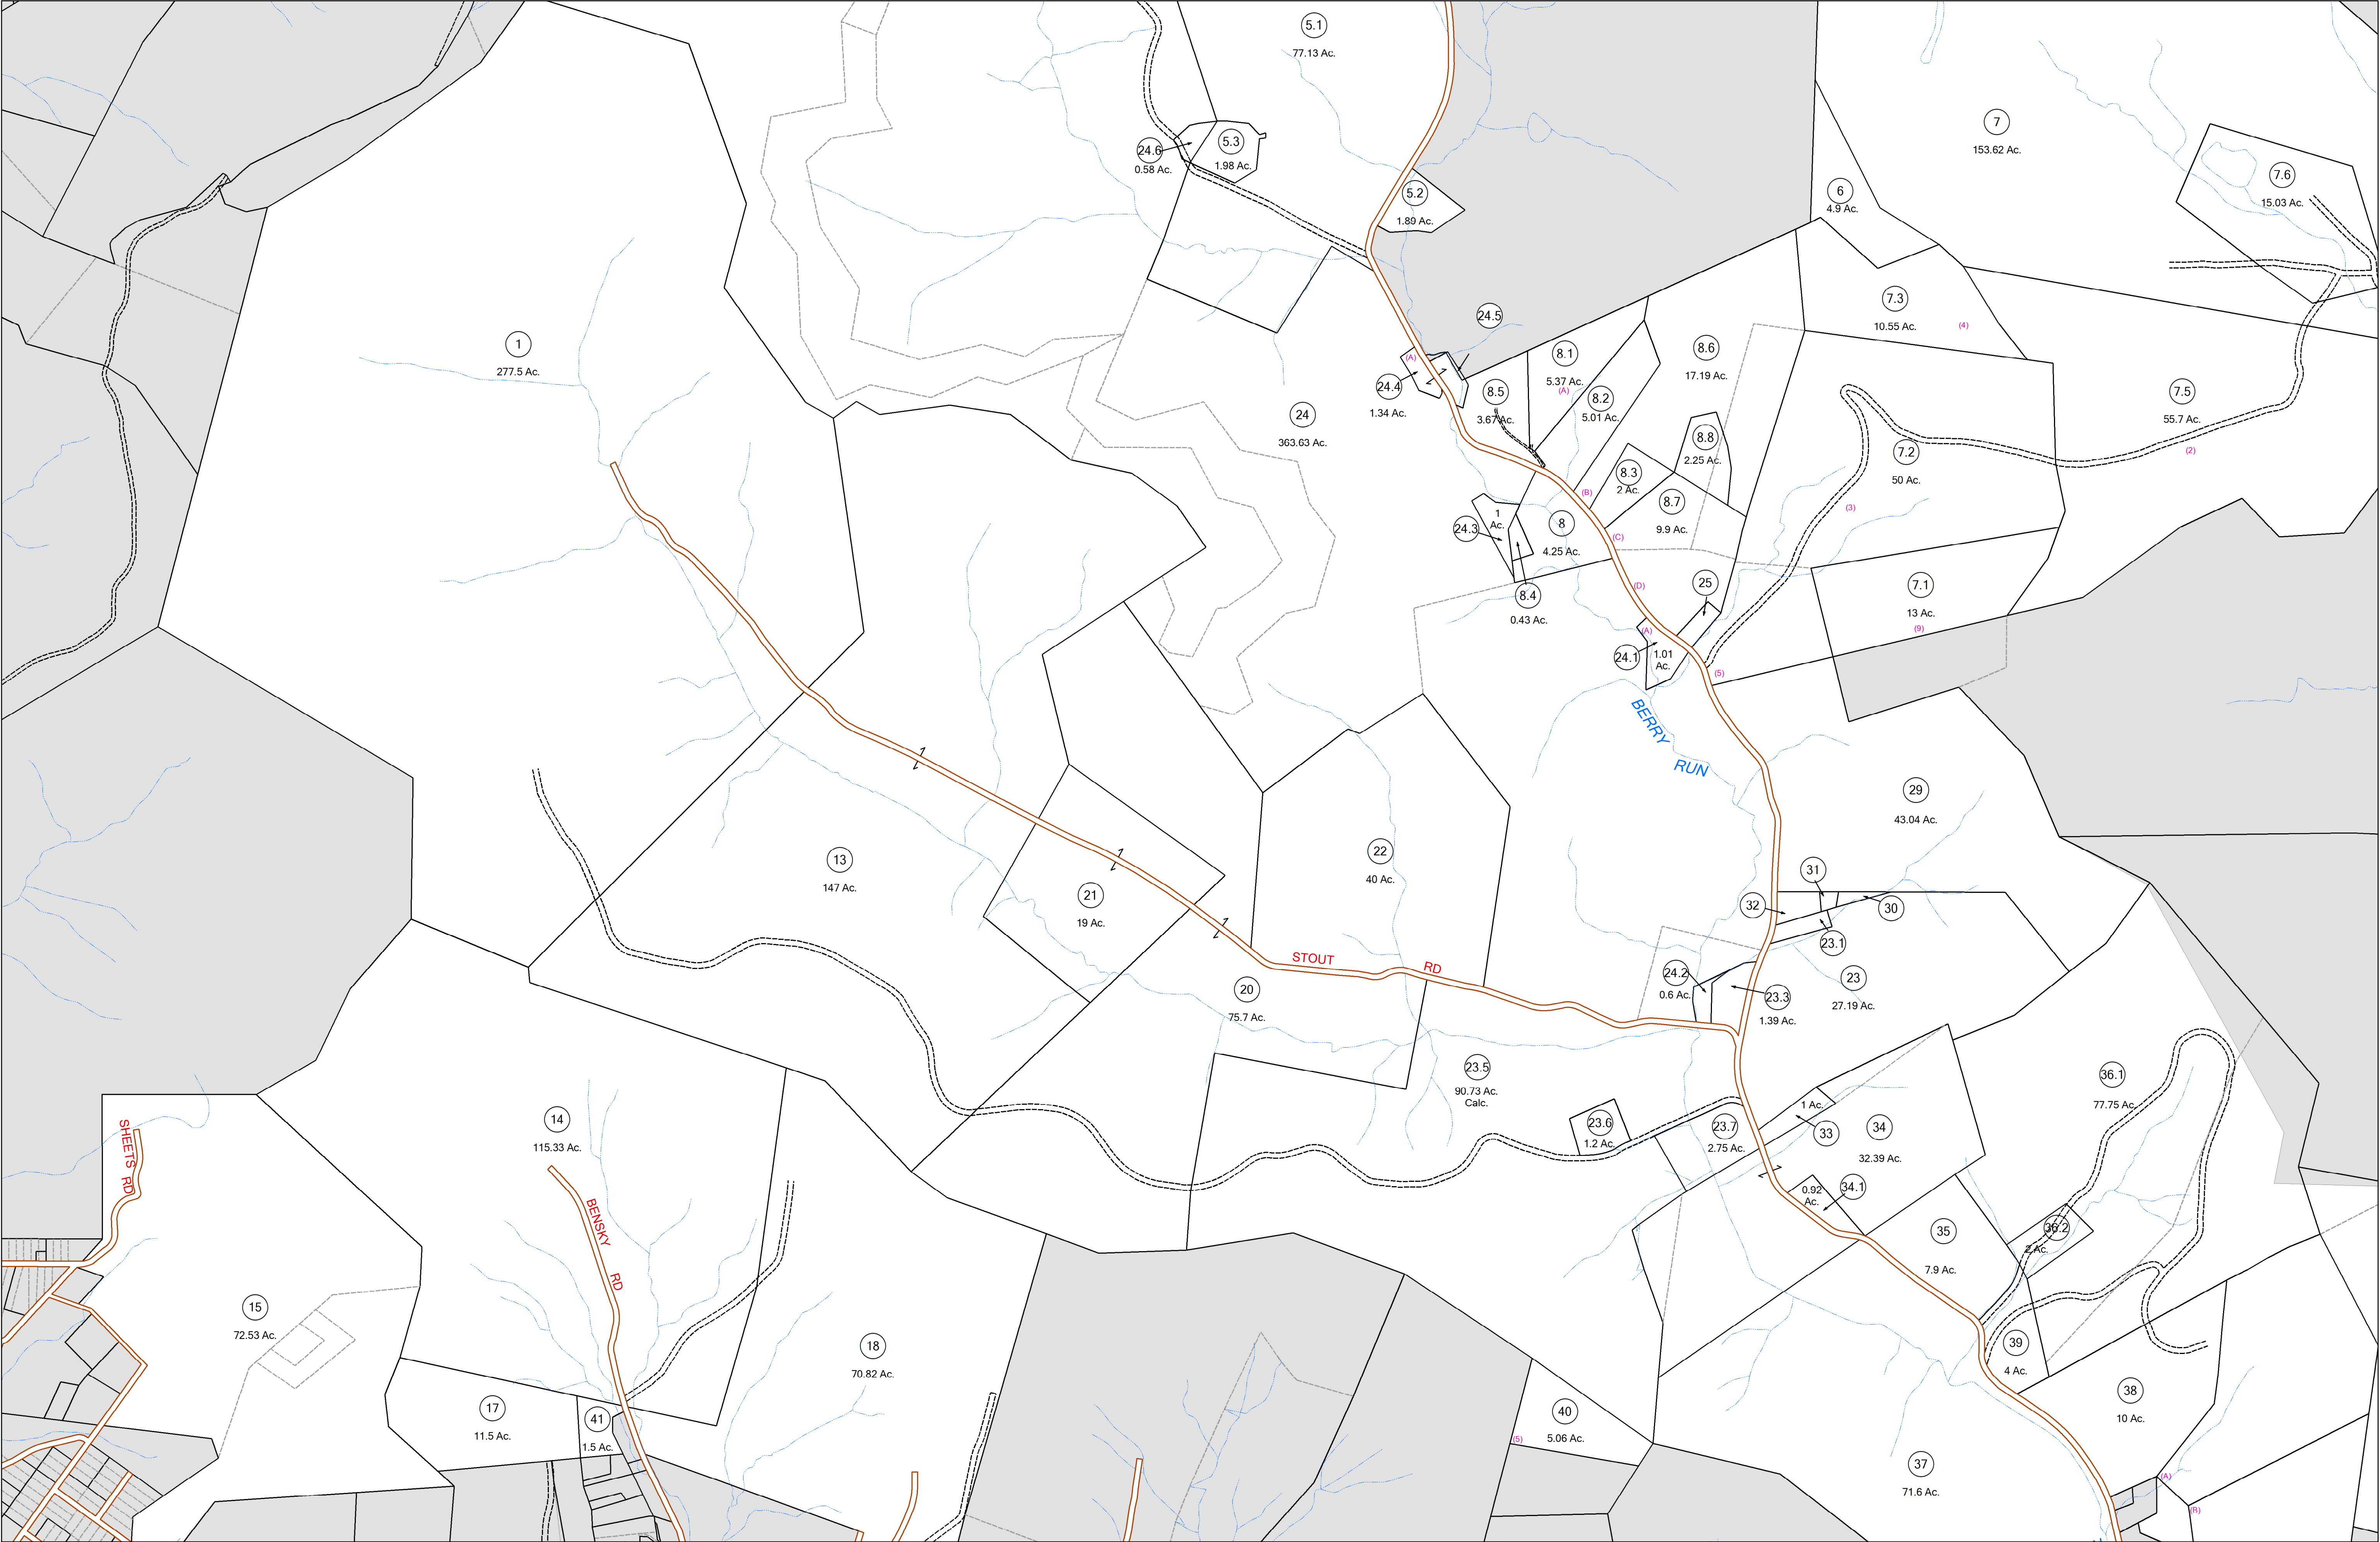 5.1
77.13 Ac.
7
153.62 Ac.
24.6
0.58 Ac.
5.3
1.98 Ac.
5.2
1.89 Ac.
6
4.9 Ac.
7.6
15.03 Ac.
7.3
10.55 Ac.
(4)
24.5
1
277.5 Ac.
(A)
24.4
1.34 Ac.
8.1
5.37 Ac.
(A)
8.6
17.19 Ac.
8.5
3.67 Ac.
8.2
5.01 Ac.
7.5
55.7 Ac.
(2)
24
363.63 Ac.
8.8
2.25 Ac.
7.2
50 Ac.
(3)
8.3
2 Ac.
(B)
8.7
9.9 Ac.
24.3
1
Ac.
8
4.25 Ac.
(C)
8.4
0.43 Ac.
(D)
25
7.1
13 Ac.
(9)
(A)
24.1
1.01
Ac.
(5)
BERRY
RUN
29
43.04 Ac.
13
147 Ac.
22
40 Ac.
21
19 Ac.
31
32
30
23.1
STOUT
RD
24.2
0.6 Ac.
23.3
1.39 Ac.
23
27.19 Ac.
20
75.7 Ac.
23.5
90.73 Ac.
Calc.
36.1
77.75 Ac.
14
115.33 Ac.
23.6
1.2 Ac.
23.7
2.75 Ac.
1 Ac.
33
34
32.39 Ac.
SHEETS
RD
0.92
Ac.
34.1
BENSKY
RD
35
7.9 Ac.
36.2
2 Ac.
15
72.53 Ac.
18
70.82 Ac.
39
4 Ac.
38
10 Ac.
17
11.5 Ac.
41
1.5 Ac.
40
5.06 Ac.
(5)
37
71.6 Ac.
(A)
(R)